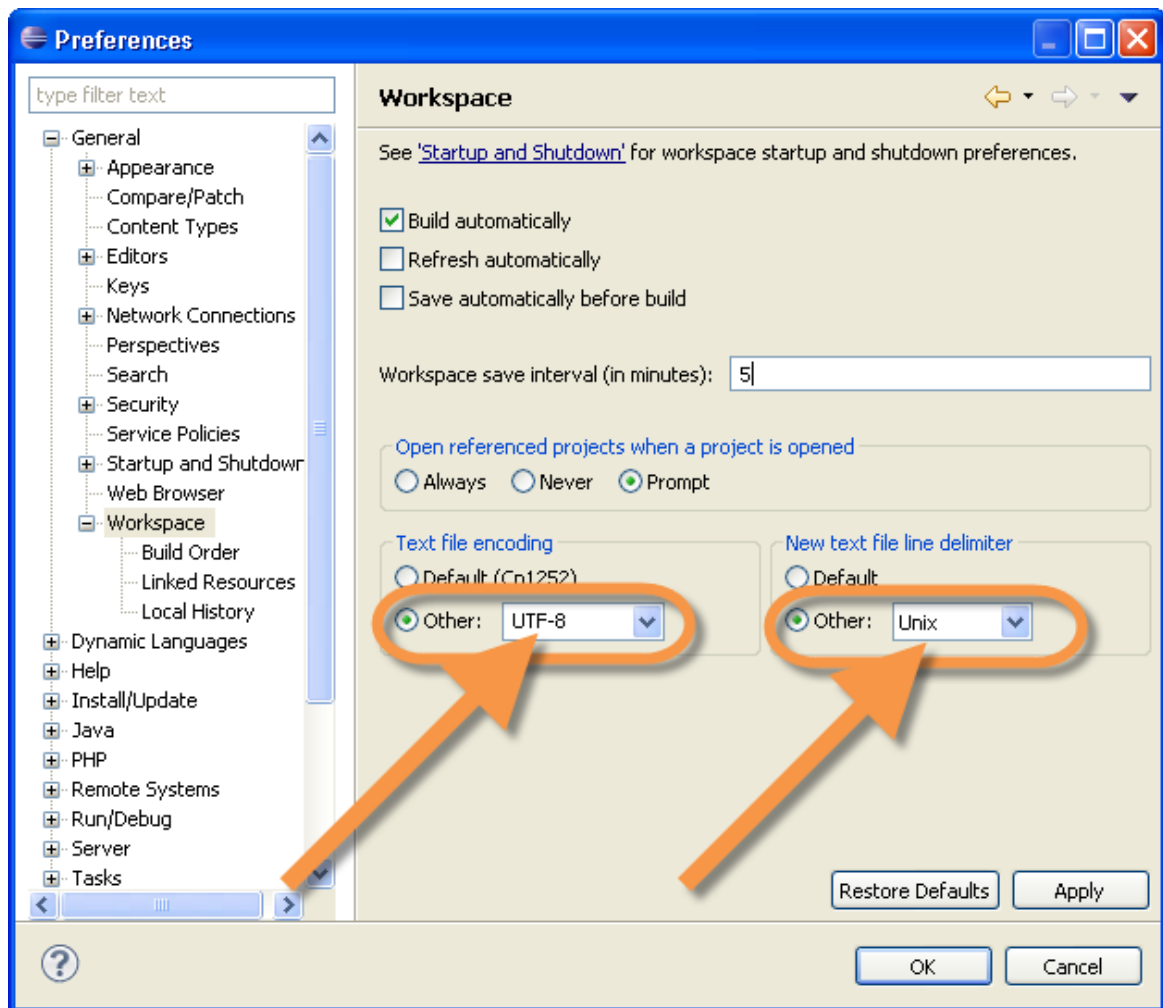 Preferences
type filter text
General
Appearance
Compare/Patch
Content Types
Editors
Keys
Network Connections
Perspectives
Search
Security
Service Policies
Startup and Shutdowr
Web Browser
Workspace
Build Order
Linked Resources
Local History
Dynamic Languages
Help
Install/Update
Java
PHP
Remote Systems
Run/Debug
Server
Tasks
Workspace
See 'Startup and Shutdown' for workspace startup and shutdown preferences.
Build automatically
Refresh automatically
Save automatically before build
Workspace save interval (in minutes): 5
Open referenced projects when a project is opened
Always Never Prompt
Text file encoding
Default (Cp1252)
Other: UTF-8
New text file line delimiter
Default
Other: Unix
Restore Defaults Apply
? OK Cancel